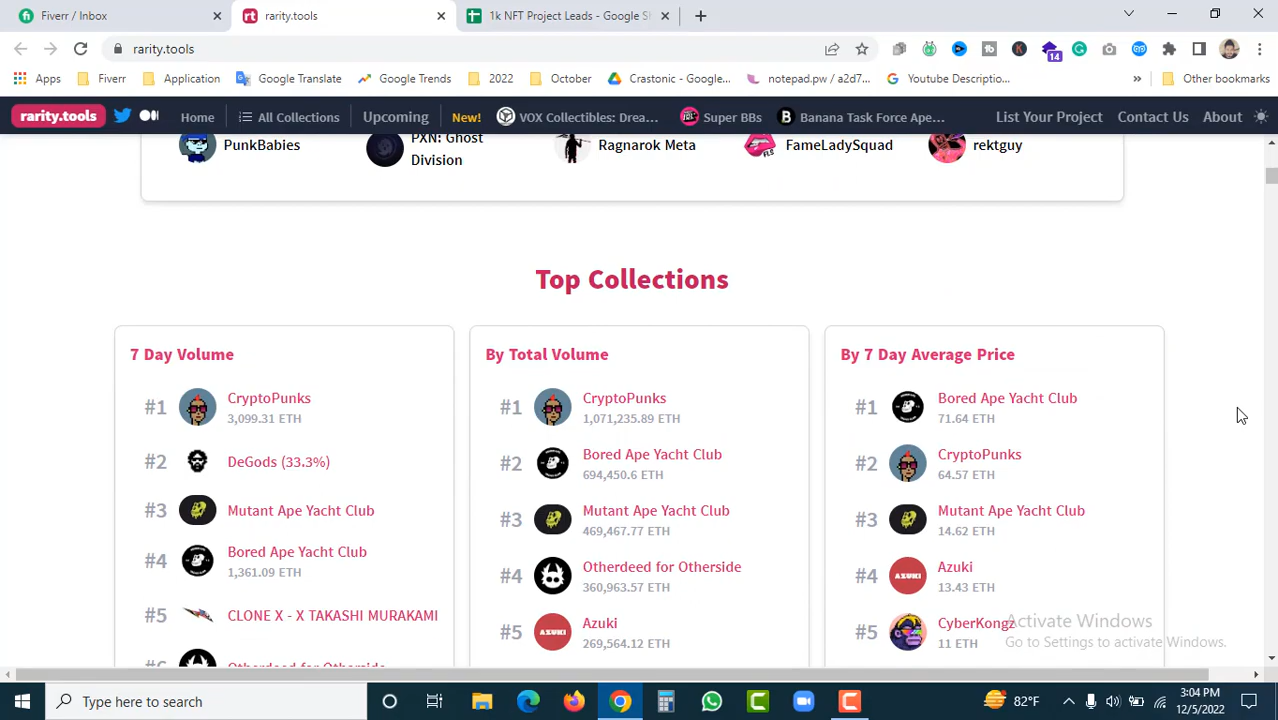 Fiverr / Inbox
rarity.tools
1k NFT Project Leads - Google Sh
rarity.tools
14
Apps
Fiverr
Application
Google Translate
Google Trends
2022
October
Crastonic - Google...
notepad.pw / a2d7...
Youtube Descriptio...
Other bookmarks
rarity.tools
Home
All Collections
Upcoming
New!
VOX Collectibles: Drea...
Super BBs
Banana Task Force Ape...
List Your Project
Contact Us
About
PunkBabies
PXN: Ghost
Division
Ragnarok Meta
FameLadySquad
rektguy
Top Collections
7 Day Volume
#1
CryptoPunks
3,099.31 ETH
#2
DeGods (33.3%)
#3
Mutant Ape Yacht Club
#4
Bored Ape Yacht Club
1,361.09 ETH
#5
CLONE X - X TAKASHI MURAKAMI
#6
Otherdeed for Otherside
By Total Volume
#1
CryptoPunks
1,071,235.89 ETH
#2
Bored Ape Yacht Club
694,450.6 ETH
#3
Mutant Ape Yacht Club
469,467.77 ETH
#4
Otherdeed for Otherside
360,963.57 ETH
#5
AZUKI
Azuki
269,564.12 ETH
By 7 Day Average Price
#1
Bored Ape Yacht Club
71.64 ETH
#2
CryptoPunks
64.57 ETH
#3
Mutant Ape Yacht Club
14.62 ETH
#4
AZUKI
Azuki
13.43 ETH
#5
CyberKongz
11 ETH
Activate Windows
Go to Settings to activate Windows.
Type here to search
82°F
3:04 PM
12/5/2022